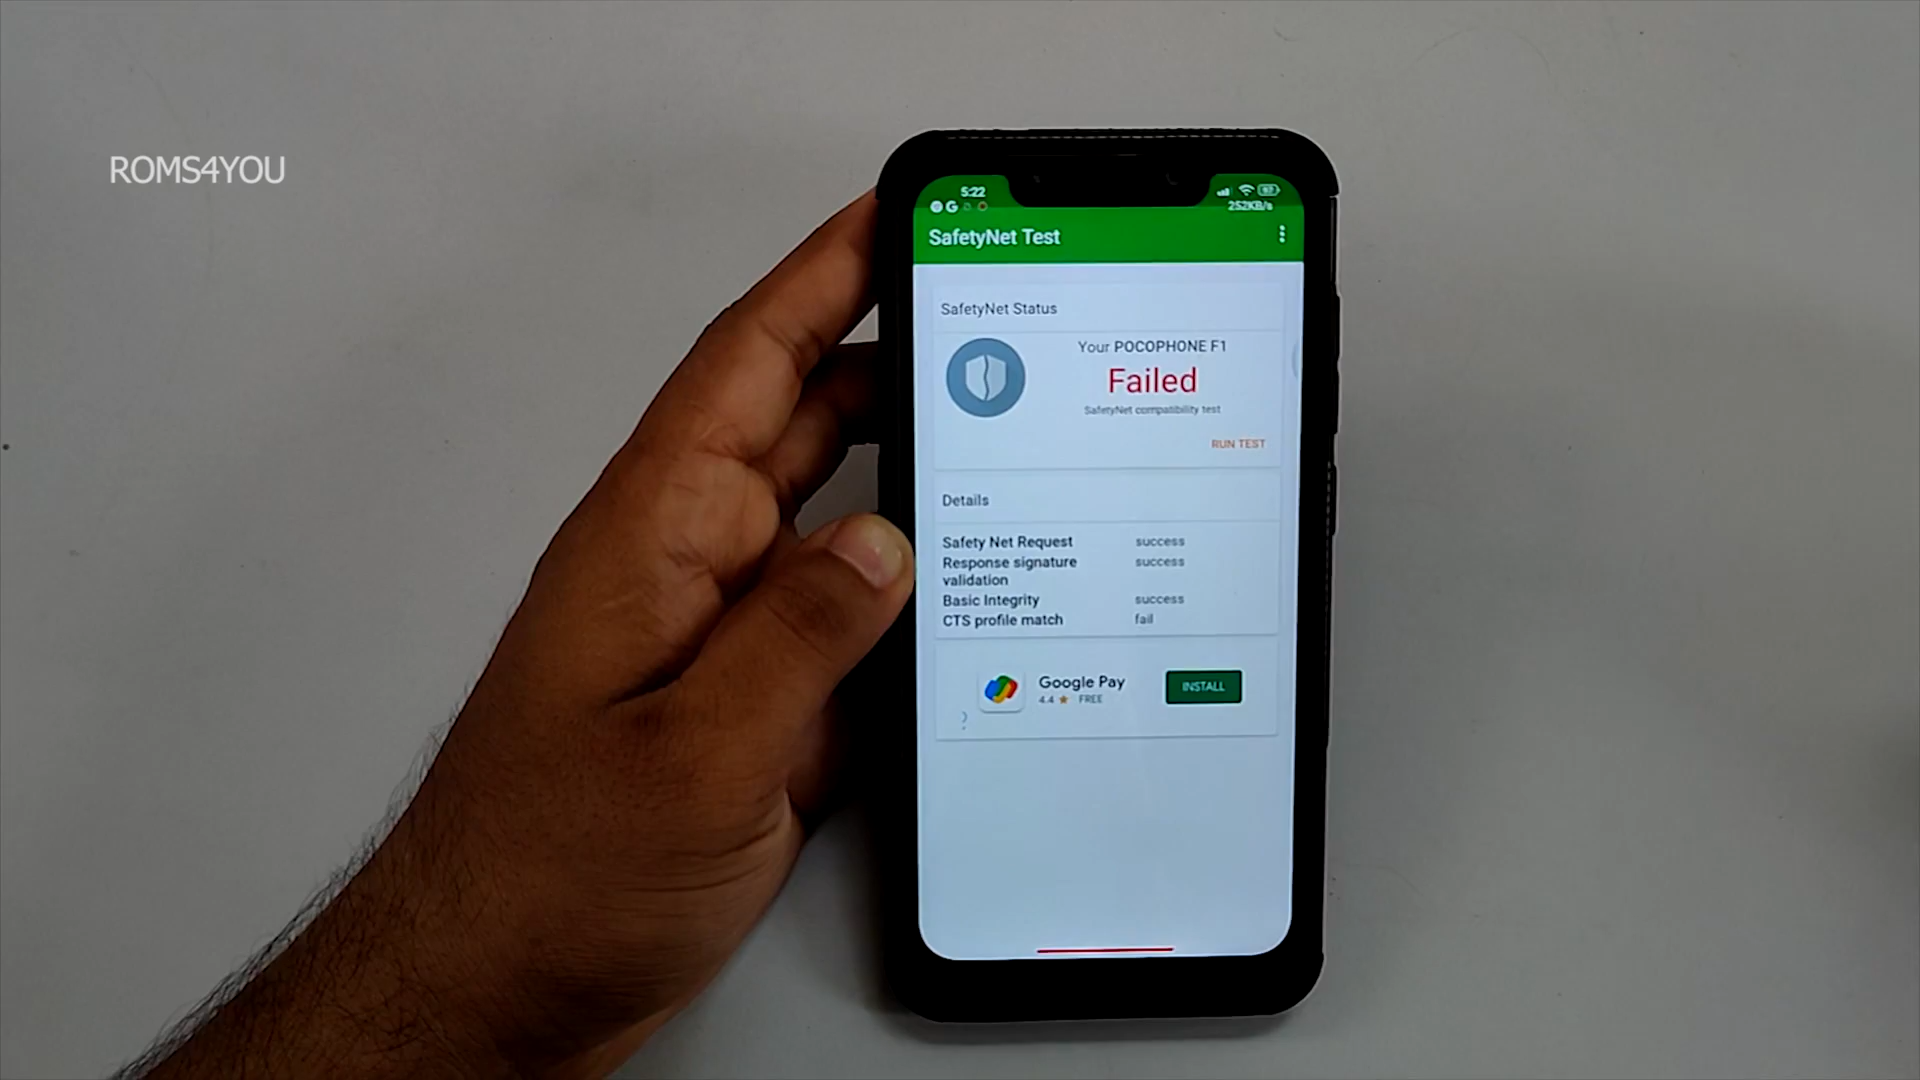 ROMS4YOU
5:22
97
G
252KB/s
SafetyNet Test
SafetyNet Status
Your POCOPHONE F1
Failed
SafetyNet compatibility test
RUN TEST
Details
Safety Net Request success
Response signature success
validation
Basic Integrity success
CTS profile match fail
Google Pay
4.4 ★ FREE
INSTALL